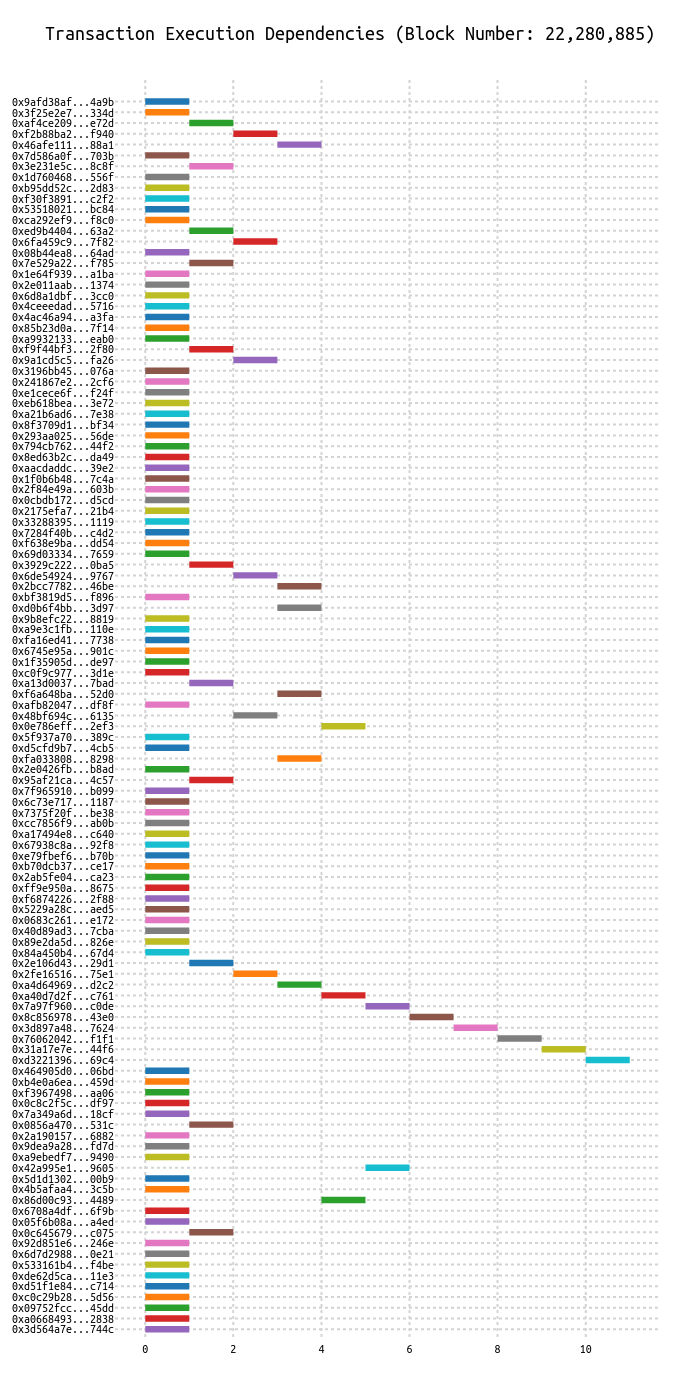 Transaction Execution Dependencies (Block Number: 22,280,885)
0x9afd38af...4a9b
0x3f25e2e7...334d
0xaf4ce209...e72d
0xf2b88ba2...f940
0x46afe111...88a1
0x7d586a0f...703b
0x3e231e5c...8c8f
0x1d760468...556f
0xb95dd52c...2d83
0xf30f3891...c2f2
0x53518021...bc84
0xca292ef9...f8c0
0xed9b4404...63a2
0x6fa459c9...7f82
0x08b44ea8...64ad
0x7e529a22...f785
0x1e64f939...a1ba
0x2e011aab...1374
0x6d8a1dbf...3cc0
0x4ceeedad...5716
0x4ac46a94...a3fa
0x85b23d0a...7f14
0xa9932133...eab0
0xf9f44bf3...2f80
0x9a1cd5c5...fa26
0x3196bb45...076a
0x241867e2...2cf6
0xe1cece6f...f24f
0xeb618bea...3e72
0xa21b6ad6...7e38
0x8f3709d1...bf34
0x293aa025...56de
0x794cb762...44f2
0x8ed63b2c...da49
0xaacdaddc...39e2
0x1f0b6b48...7c4a
0x2f84e49a...603b
0x0cbdb172...d5cd
0x2175efa7...21b4
0x33288395...1119
0x7284f40b...c4d2
0xf638e9ba...dd54
0x69d03334...7659
0x3929c222...0ba5
0x6de54924...9767
0x2bcc7782...46be
0xbf3819d5...f896
0xd0b6f4bb...3d97
0x9b8efc22...8819
0xa9e3c1fb...110e
0xfa16ed41...7738
0x6745e95a...901c
0x1f35905d...de97
0xc0f9c977...3d1e
0xa13d0037...7bad
0xf6a648ba...52d0
0xafb82047...df8f
0x48bf694c...6135
0x0e786eff...2ef3
0x5f937a70...389c
0xd5cfd9b7...4cb5
0xfa033808...8298
0x2e0426fb...b8ad
0x95af21ca...4c57
0x7f965910...b099
0x6c73e717...1187
0x7375f20f...be38
0xcc7856f9...ab0b
0xa17494e8...c640
0x67938c8a...92f8
0xe79fbef6...b70b
0xb70dcb37...ce17
0x2ab5fe04...ca23
0xff9e950a...8675
0xf6874226...2f88
0x5229a28c...aed5
0x0683c261...e172
0x40d89ad3...7cba
0x89e2da5d...826e
0x84a450b4...67d4
0x2e106d43...29d1
0x2fe16516...75e1
0xa4d64969...d2c2
0xa40d7d2f...c761
0x7a97f960...c0de
0x8c856978...43e0
0x3d897a48...7624
0x76062042...f1f1
0x31a17e7e...44f6
0xd3221396...69c4
0x464905d0...06bd
0xb4e0a6ea...459d
0xf3967498...aa06
0x0c8c2f5c...df97
0x7a349a6d...18cf
0x0856a470...531c
0x2a190157...6882
0x9dea9a28...fd7d
0xa9ebedf7...9490
0x42a995e1...9605
0x5d1d1302...00b9
0x4b5afaa4...3c5b
0x86d00c93...4489
0x6708a4df...6f9b
0x05f6b08a...a4ed
0x0c645679...c075
0x92d851e6...246e
0x6d7d2988...0e21
0x533161b4...f4be
0xde62d5ca...11e3
0xd51f1e84...c714
0xc0c29b28...5d56
0x09752fcc...45dd
0xa0668493...2838
0x3d564a7e...744c
0 2 4 6 8 10